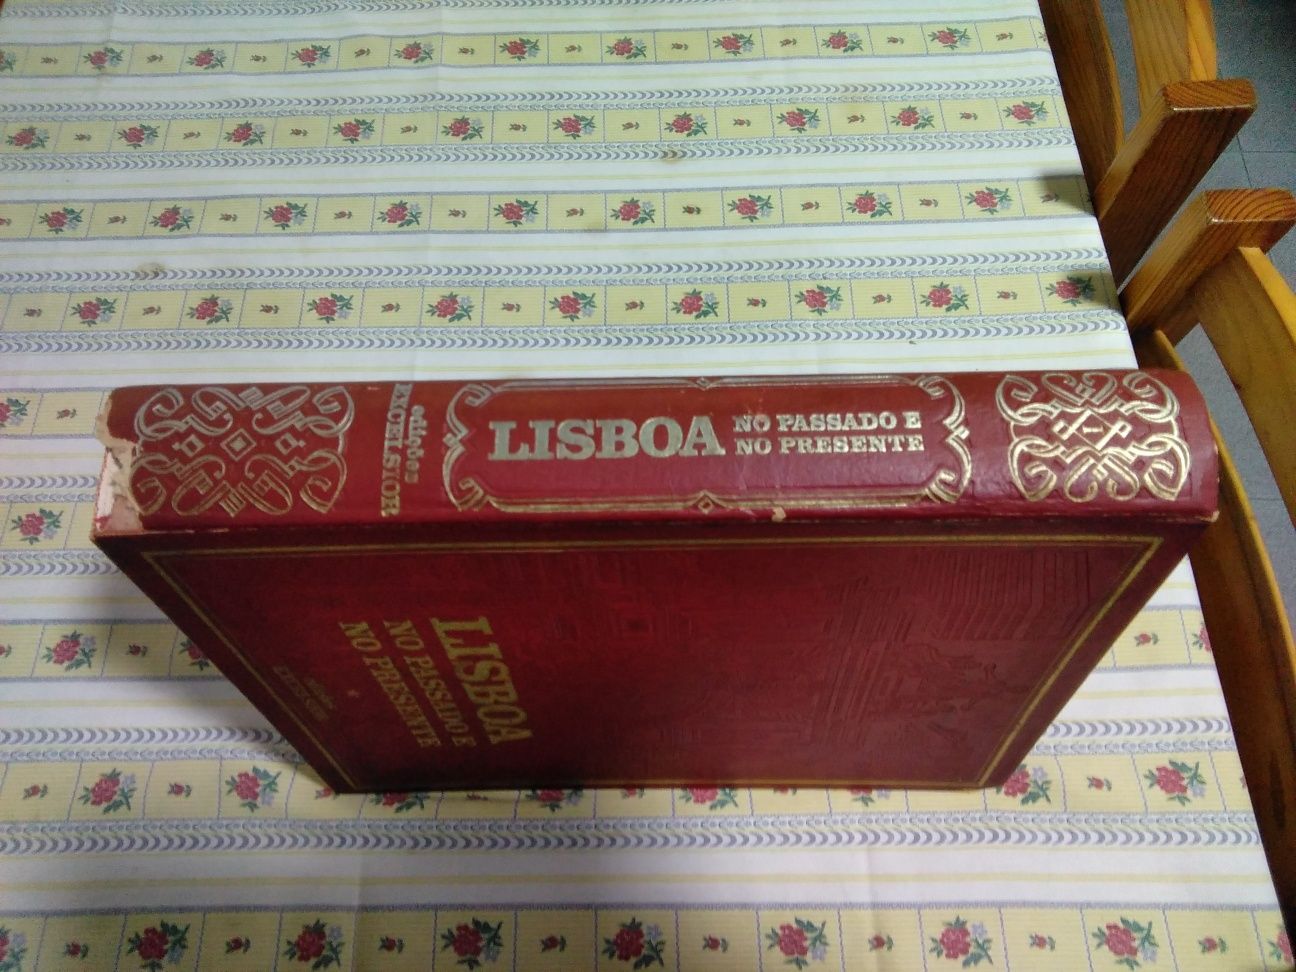 LISBOA
NO PASSADO E
NO PRESENTE
edições
EXCELSIOR
LISBOA
NO PASSADO E
NO PRESENTE